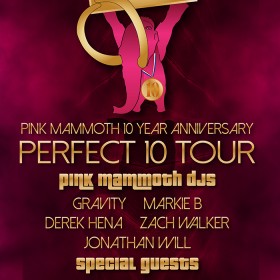 10
PINK MAMMOTH 10 YEAR ANNIVERSARY
PERFECT 10 TOUR
PINK MAMMOTH DJS
GRAVITY MARKIE B
DEREK HENA ZACH WALKER
JONATHAN WILL
SPECIAL GUESTS